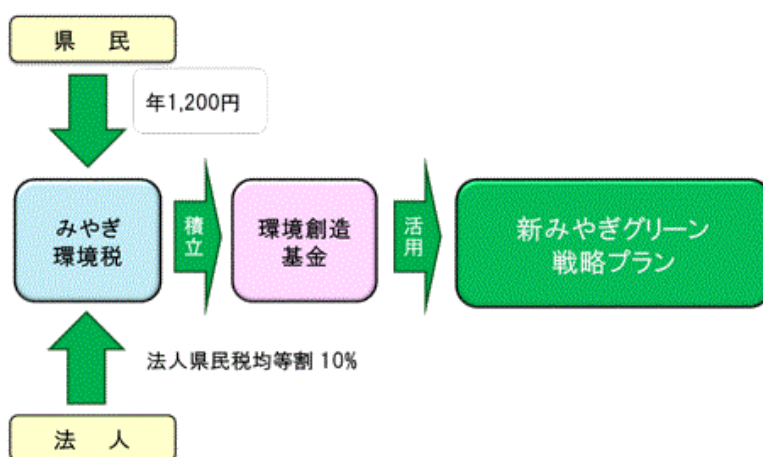 県　民
年1,200円
みやぎ
環境税
積立
環境創造
基金
活用
新みやぎグリーン
戦略プラン
法人県民税均等割 10%
法　人